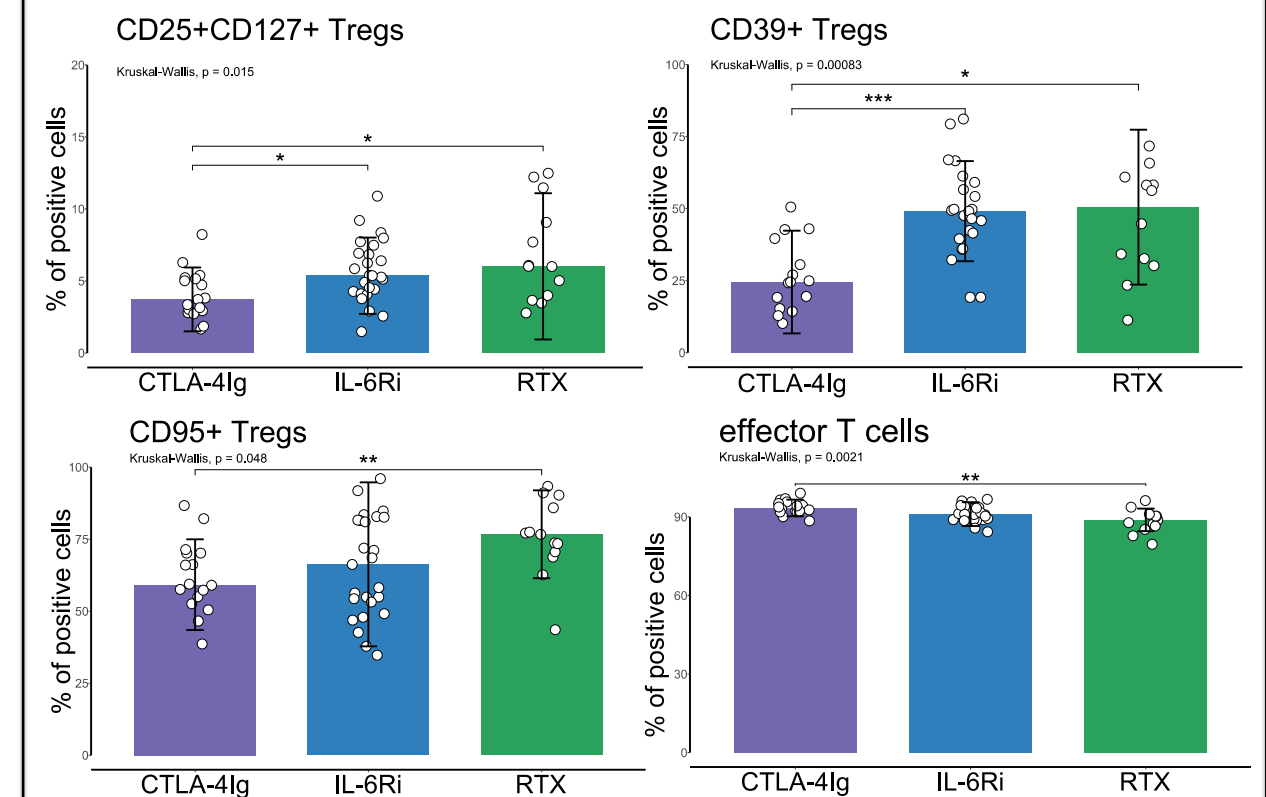 CD25+CD127+ Tregs
Kruskal-Wallis, p = 0.015
20
15
10
5
0
% of positive cells
*
*
CTLA-4Ig
IL-6Ri
RTX
CD39+ Tregs
Kruskal-Wallis, p = 0.00083
100
75
50
25
0
% of positive cells
*
***
CTLA-4Ig
IL-6Ri
RTX
CD95+ Tregs
Kruskal-Wallis, p = 0.048
100
75
50
25
0
% of positive cells
**
CTLA-4Ig
IL-6Ri
RTX
effector T cells
Kruskal-Wallis, p = 0.0021
90
60
30
0
% of positive cells
**
CTLA-4Ig
IL-6Ri
RTX